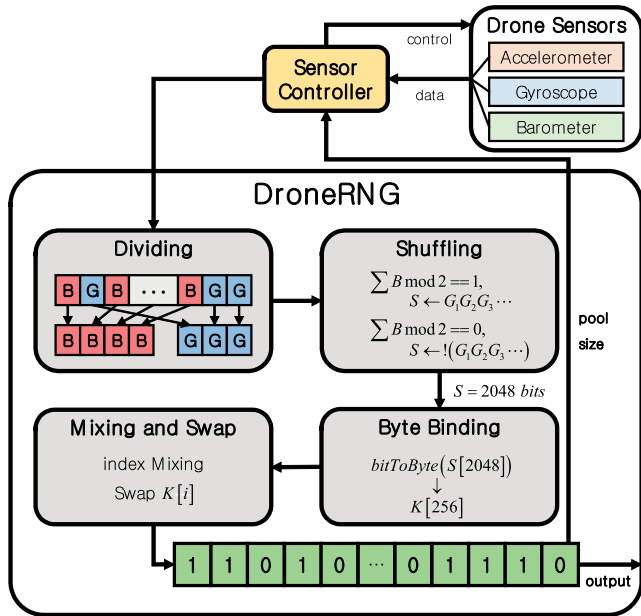 Drone Sensors
Accelerometer
Gyroscope
Barometer
control
data
Sensor
Controller
DroneRNG
Dividing
B G B ··· B G G
B B B B G G G
Shuffling
∑ B mod 2 == 1,
S ← G₁G₂G₃ ···
∑ B mod 2 == 0,
S ← !(G₁G₂G₃ ···)
pool
size
S = 2048 bits
Mixing and Swap
index Mixing
Swap K[i]
Byte Binding
bitToByte(S[2048])
↓
K[256]
1 1 0 1 0 ··· 0 1 1 1 0
output